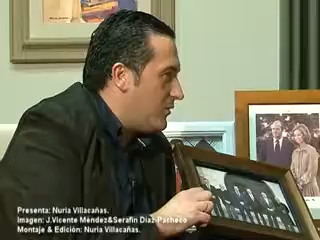 Presenta: Nuria Villacañas.
Imagen: J.Vicente Méndez&Serafín Díaz-Pacheco
Montaje & Edición: Nuria Villacañas.